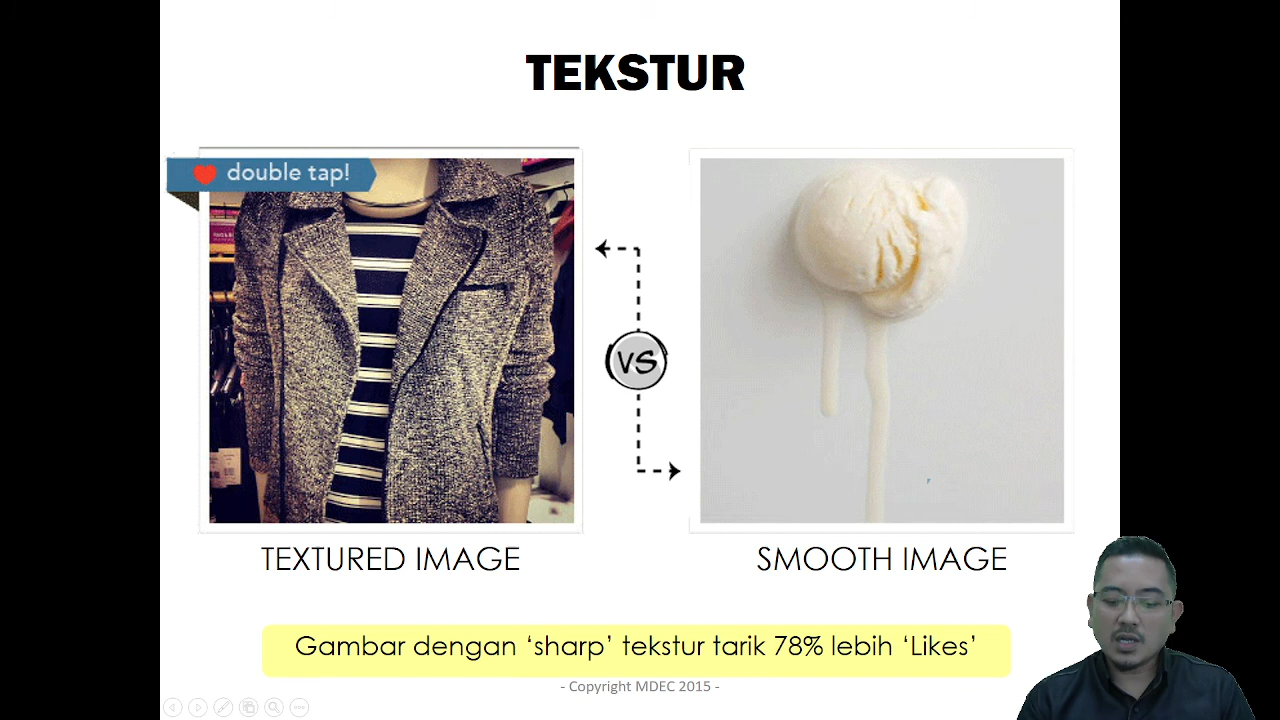 TEKSTUR
double tap!
VS
TEXTURED IMAGE
SMOOTH IMAGE
Gambar dengan ‘sharp’ tekstur tarik 78% lebih ‘Likes’
- Copyright MDEC 2015 -